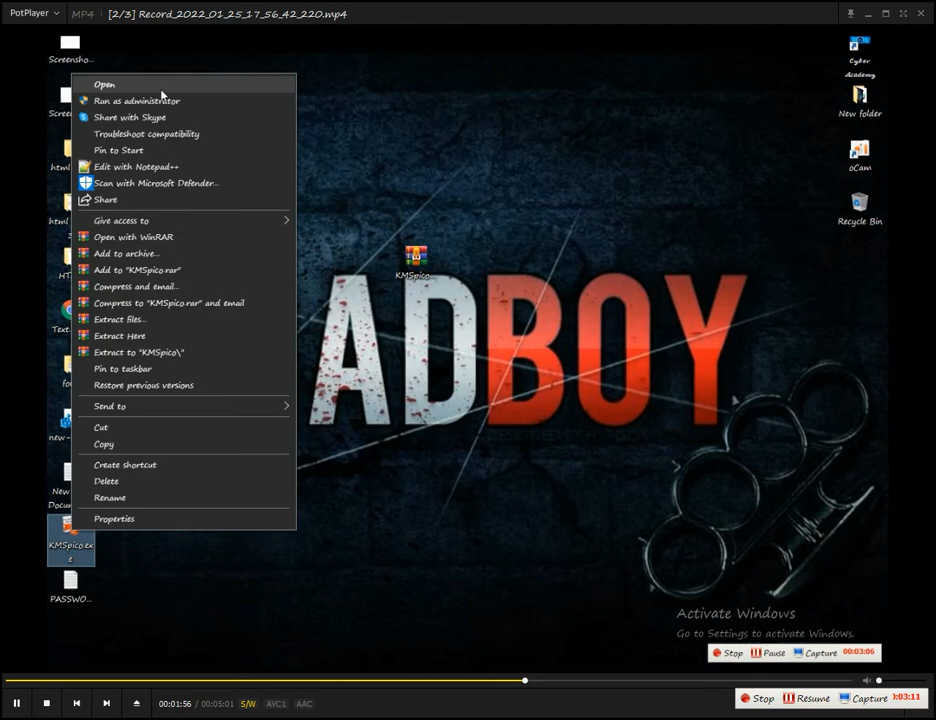 PotPlayer
MP4
[2/3] Record_2022_01_25_17_56_42_220.mp4
Screensho...
Open
Run as administrator
Share with Skype
Troubleshoot compatibility
Pin to Start
Edit with Notepad++
Scan with Microsoft Defender...
Share
Give access to
Open with WinRAR
Add to archive...
Add to "KMSpico.rar"
Compress and email...
Compress to "KMSpico.rar" and email
Extract files...
Extract Here
Extract to "KMSpico\"
Pin to taskbar
Restore previous versions
Send to
Cut
Copy
Create shortcut
Delete
Rename
Properties
KMSpico.ex
e
PASSWO...
KMSpico
ADBOY
Cyber
Academy
New folder
oCam
Recycle Bin
Activate Windows
Go to Settings to activate Windows.
Stop Pause Capture 00:03:06
00:01:56 / 00:05:01 S/W AVC1 AAC
Stop Resume Capture 0:03:11